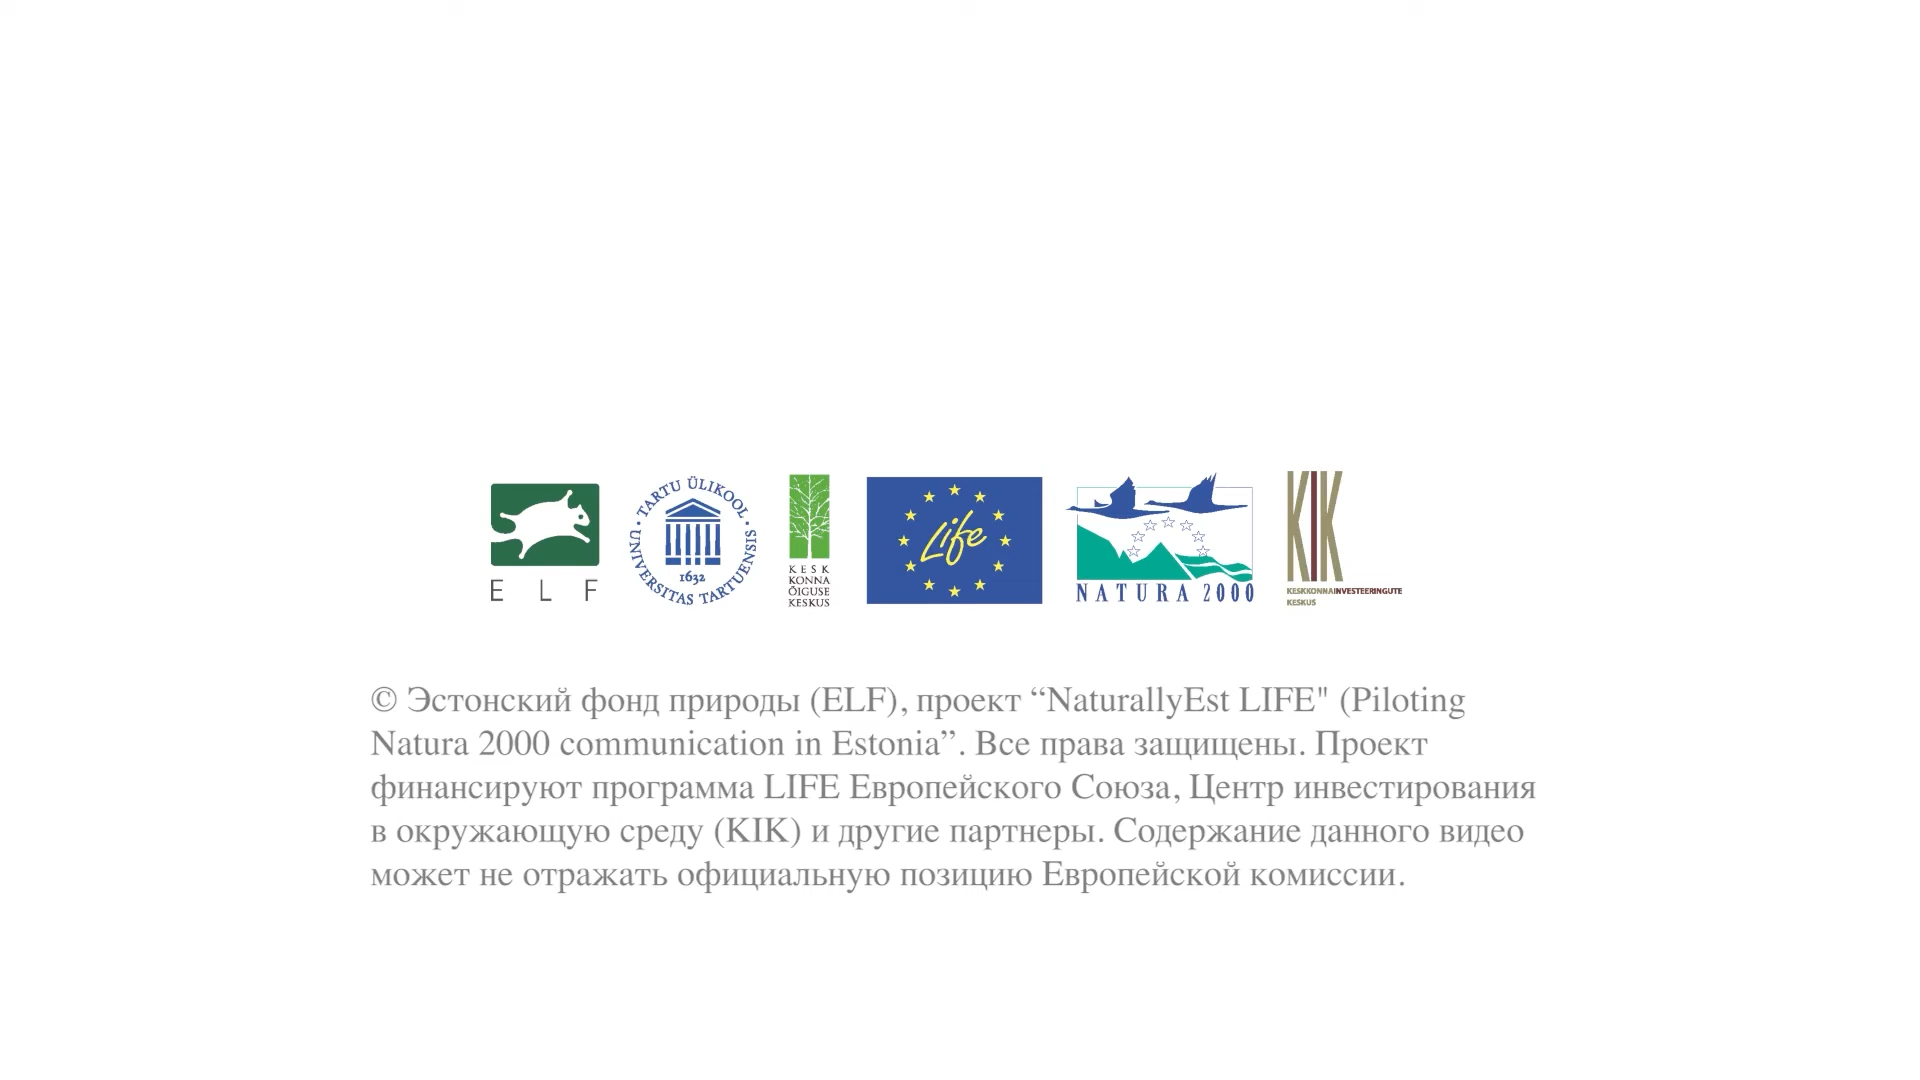 ELF
TARTU ÜLIKOOL
UNIVERSITAS TARTUENSIS
1632
KESK
KONNA
ÕIGUSE
KESKUS
Life
NATURA 2000
KIK
KESKKONNAINVESTEERINGUTE
KESKUS
© Эстонский фонд природы (ELF), проект “NaturallyEst LIFE" (Piloting
Natura 2000 communication in Estonia”. Все права защищены. Проект
финансируют программа LIFE Европейского Союза, Центр инвестирования
в окружающую среду (KIK) и другие партнеры. Содержание данного видео
может не отражать официальную позицию Европейской комиссии.